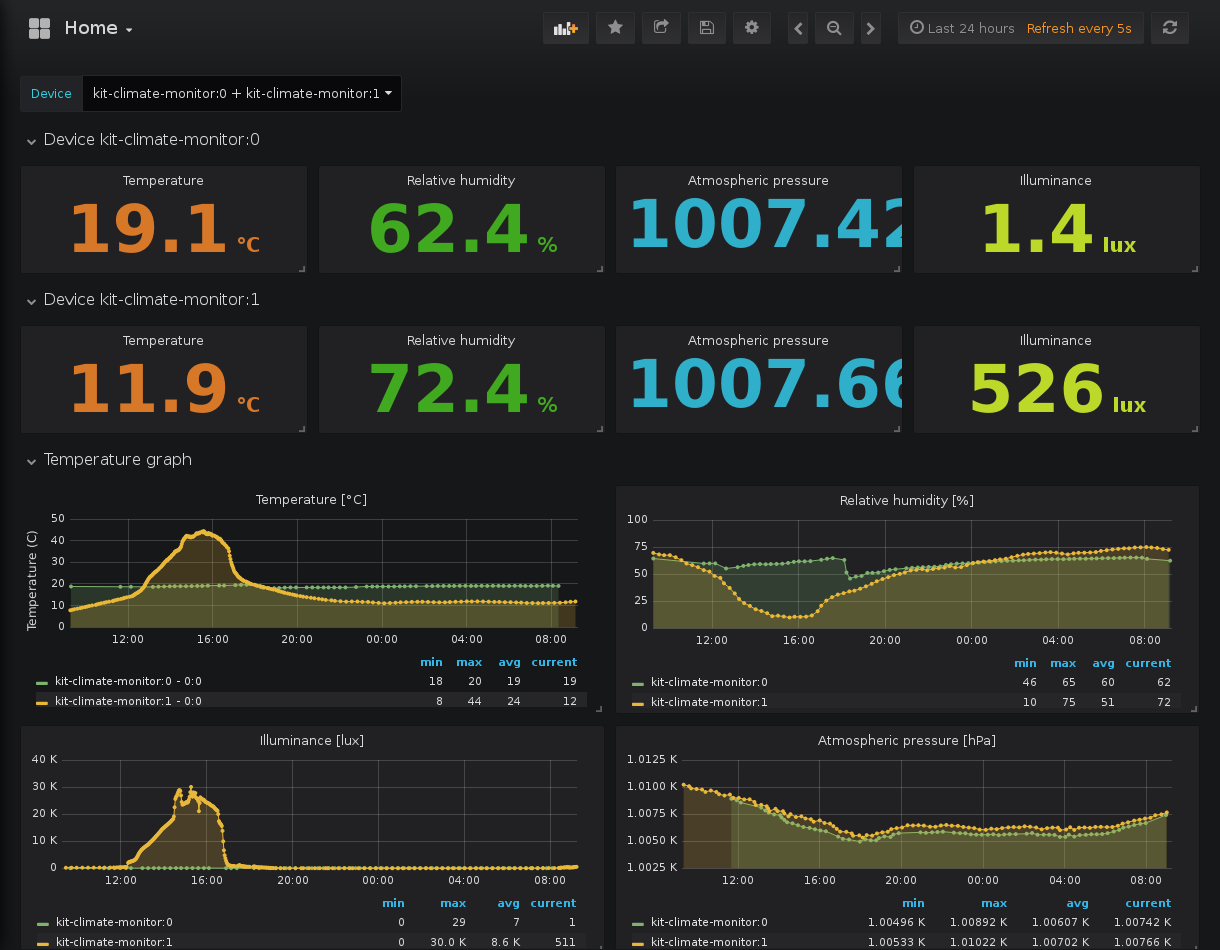 Home
Last 24 hours Refresh every 5s
Device kit-climate-monitor:0 + kit-climate-monitor:1
Device kit-climate-monitor:0
Temperature Relative humidity Atmospheric pressure Illuminance
19.1 °C 62.4 % 1007.42 1.4 lux
Device kit-climate-monitor:1
Temperature Relative humidity Atmospheric pressure Illuminance
11.9 °C 72.4 % 1007.66 526 lux
Temperature graph
Temperature [°C]
Temperature (C)
50
40
30
20
10
0
12:00 16:00 20:00 00:00 04:00 08:00
min max avg current
kit-climate-monitor:0 - 0:0 18 20 19 19
kit-climate-monitor:1 - 0:0 8 44 24 12
Relative humidity [%]
100
75
50
25
0
12:00 16:00 20:00 00:00 04:00 08:00
min max avg current
kit-climate-monitor:0 46 65 60 62
kit-climate-monitor:1 10 75 51 72
Illuminance [lux]
40 K
30 K
20 K
10 K
0
12:00 16:00 20:00 00:00 04:00 08:00
min max avg current
kit-climate-monitor:0 0 29 7 1
kit-climate-monitor:1 0 30.0 K 8.6 K 511
Atmospheric pressure [hPa]
1.0125 K
1.0100 K
1.0075 K
1.0050 K
1.0025 K
12:00 16:00 20:00 00:00 04:00 08:00
min max avg current
kit-climate-monitor:0 1.00496 K 1.00892 K 1.00607 K 1.00742 K
kit-climate-monitor:1 1.00533 K 1.01022 K 1.00702 K 1.00766 K